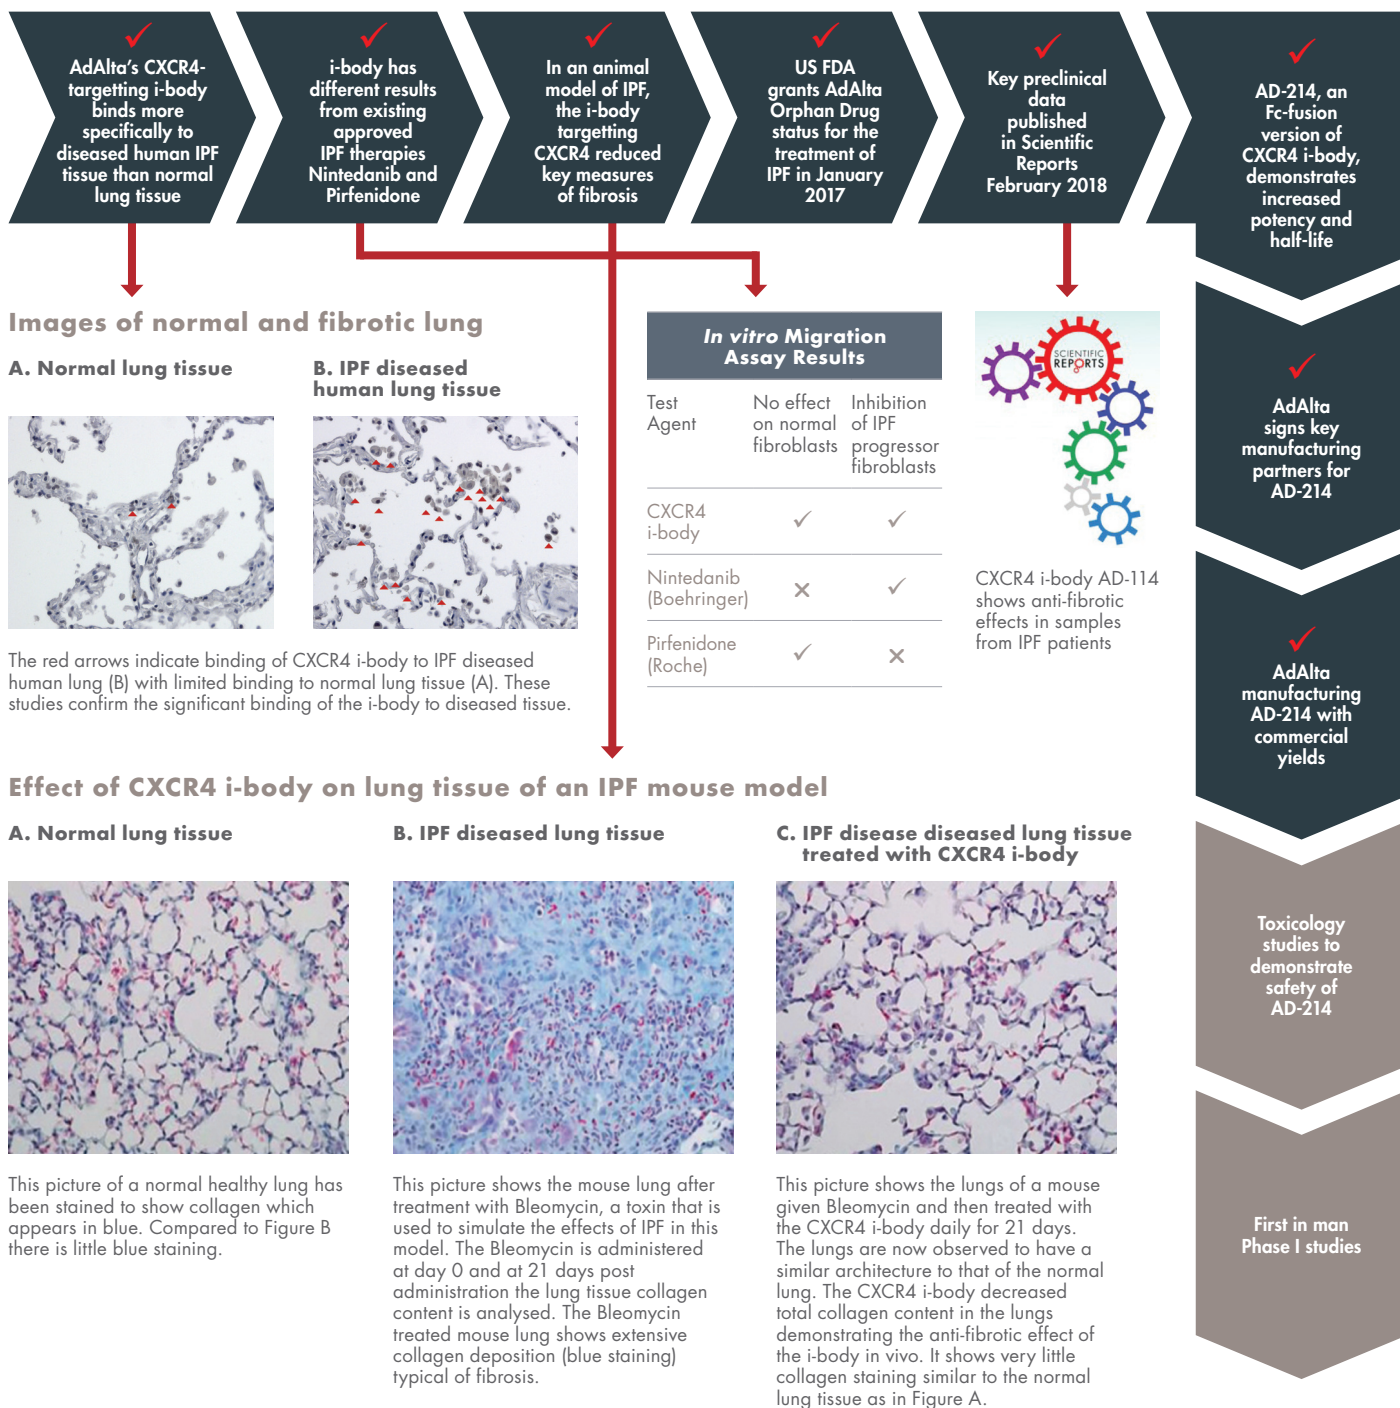 AdAlta's CXCR4-
targetting i-body
binds more
specifically to
diseased human IPF
tissue than normal
lung tissue
i-body has
different results
from existing
approved
IPF therapies
Nintedanib and
Pirfenidone
In an animal
model of IPF,
the i-body
targetting
CXCR4 reduced
key measures
of fibrosis
US FDA
grants AdAlta
Orphan Drug
status for the
treatment of
IPF in January
2017
Key preclinical
data
published
in Scientific
Reports
February 2018
AD-214, an
Fc-fusion
version of
CXCR4 i-body,
demonstrates
increased
potency and
half-life
AdAlta
signs key
manufacturing
partners for
AD-214
AdAlta
manufacturing
AD-214 with
commercial
yields
Toxicology
studies to
demonstrate
safety of
AD-214
First in man
Phase I studies
Images of normal and fibrotic lung
A. Normal lung tissue
B. IPF diseased
human lung tissue
The red arrows indicate binding of CXCR4 i-body to IPF diseased
human lung (B) with limited binding to normal lung tissue (A). These
studies confirm the significant binding of the i-body to diseased tissue.
In vitro Migration
Assay Results
Test
Agent
No effect
on normal
fibroblasts
Inhibition
of IPF
progressor
fibroblasts
CXCR4
i-body
✓ ✓
Nintedanib
(Boehringer)
× ✓
Pirfenidone
(Roche)
✓ ×
SCIENTIFIC
REPORTS
CXCR4 i-body AD-114
shows anti-fibrotic
effects in samples
from IPF patients
Effect of CXCR4 i-body on lung tissue of an IPF mouse model
A. Normal lung tissue
B. IPF diseased lung tissue
C. IPF disease diseased lung tissue
treated with CXCR4 i-body
This picture of a normal healthy lung has
been stained to show collagen which
appears in blue. Compared to Figure B
there is little blue staining.
This picture shows the mouse lung after
treatment with Bleomycin, a toxin that is
used to simulate the effects of IPF in this
model. The Bleomycin is administered
at day 0 and at 21 days post
administration the lung tissue collagen
content is analysed. The Bleomycin
treated mouse lung shows extensive
collagen deposition (blue staining)
typical of fibrosis.
This picture shows the lungs of a mouse
given Bleomycin and then treated with
the CXCR4 i-body daily for 21 days.
The lungs are now observed to have a
similar architecture to that of the normal
lung. The CXCR4 i-body decreased
total collagen content in the lungs
demonstrating the anti-fibrotic effect of
the i-body in vivo. It shows very little
collagen staining similar to the normal
lung tissue as in Figure A.